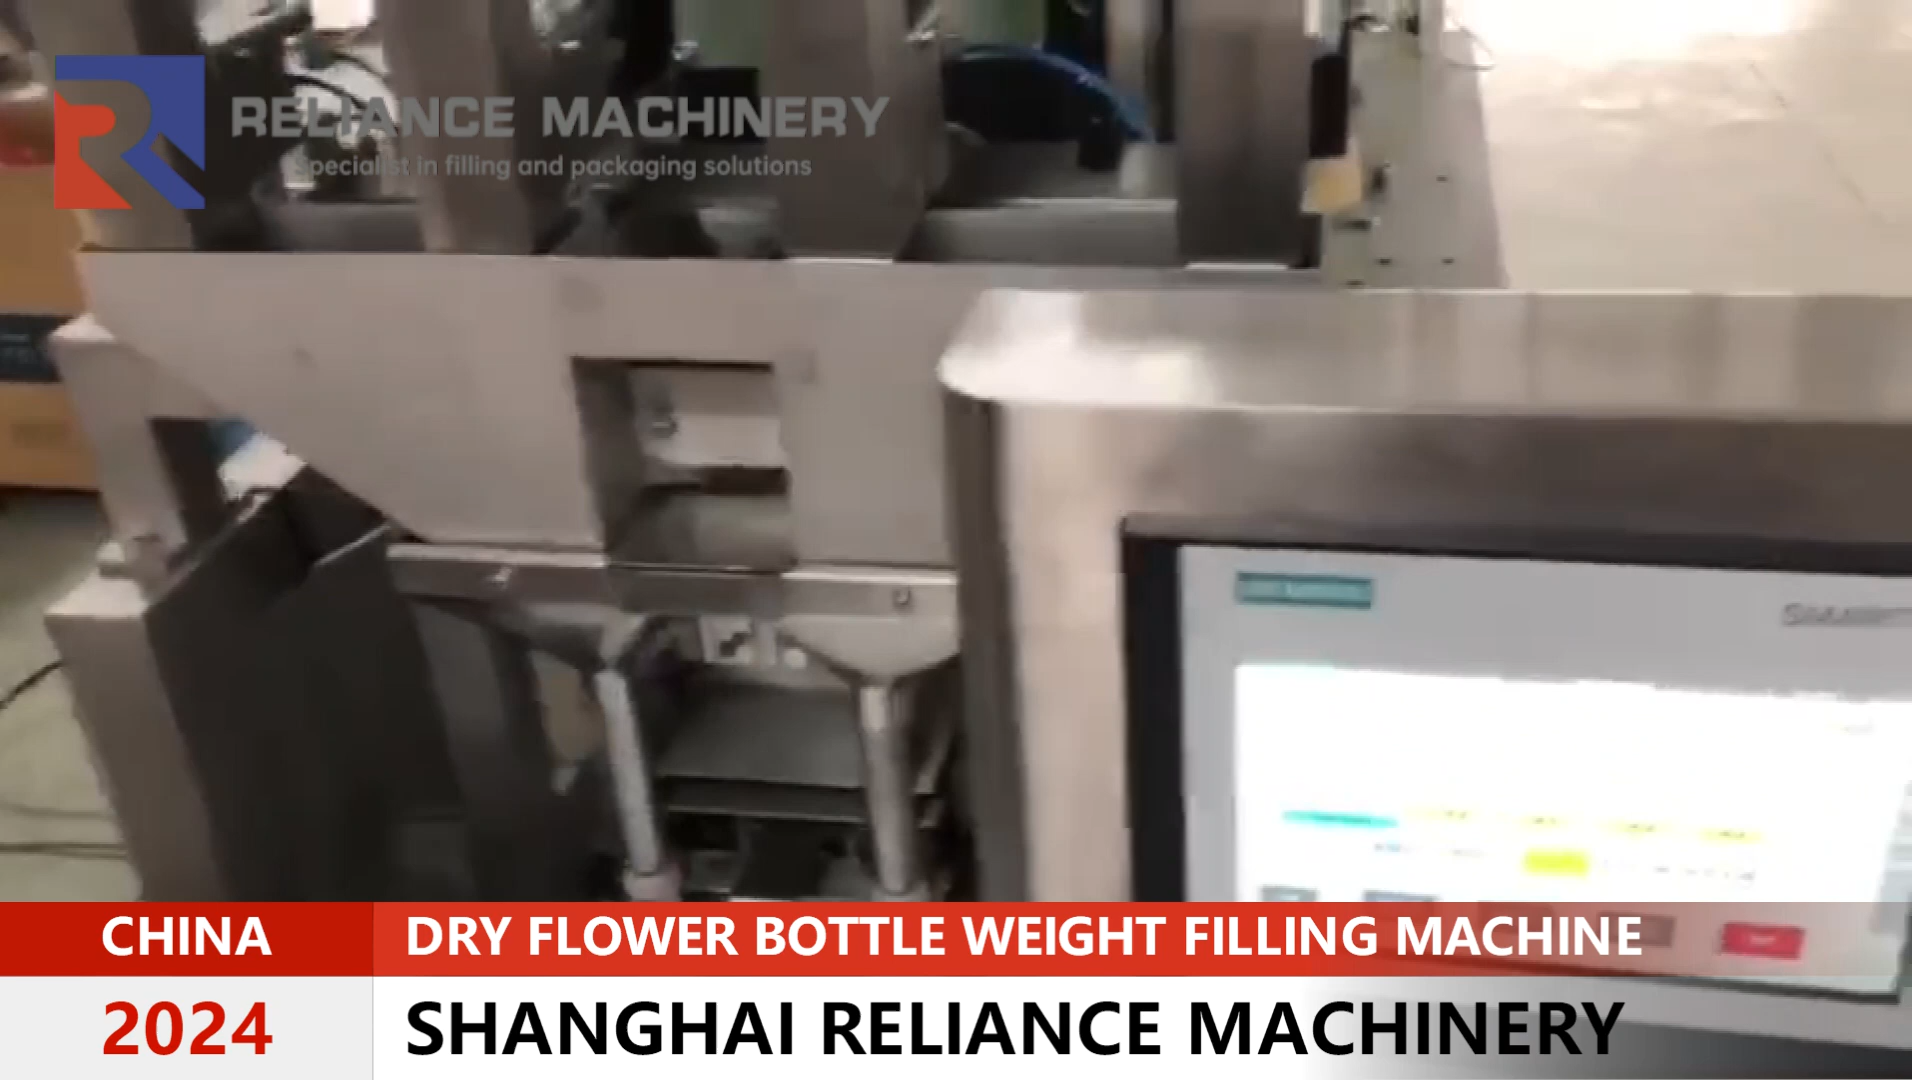 RELIANCE MACHINERY
Specialist in filling and packaging solutions
CHINA
DRY FLOWER BOTTLE WEIGHT FILLING MACHINE
2024
SHANGHAI RELIANCE MACHINERY